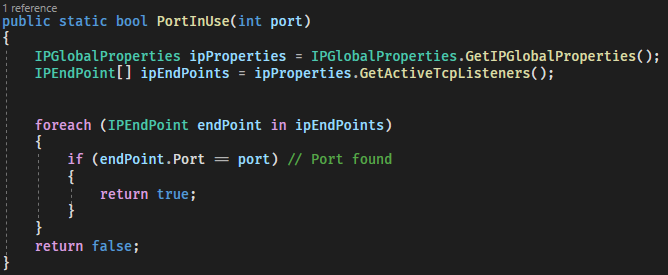 1 reference
public static bool PortInUse(int port)
{
    IPGlobalProperties ipProperties = IPGlobalProperties.GetIPGlobalProperties();
    IPEndPoint[] ipEndPoints = ipProperties.GetActiveTcpListeners();

    foreach (IPEndPoint endPoint in ipEndPoints)
    {
        if (endPoint.Port == port) // Port found
        {
            return true;
        }
    }
    return false;
}